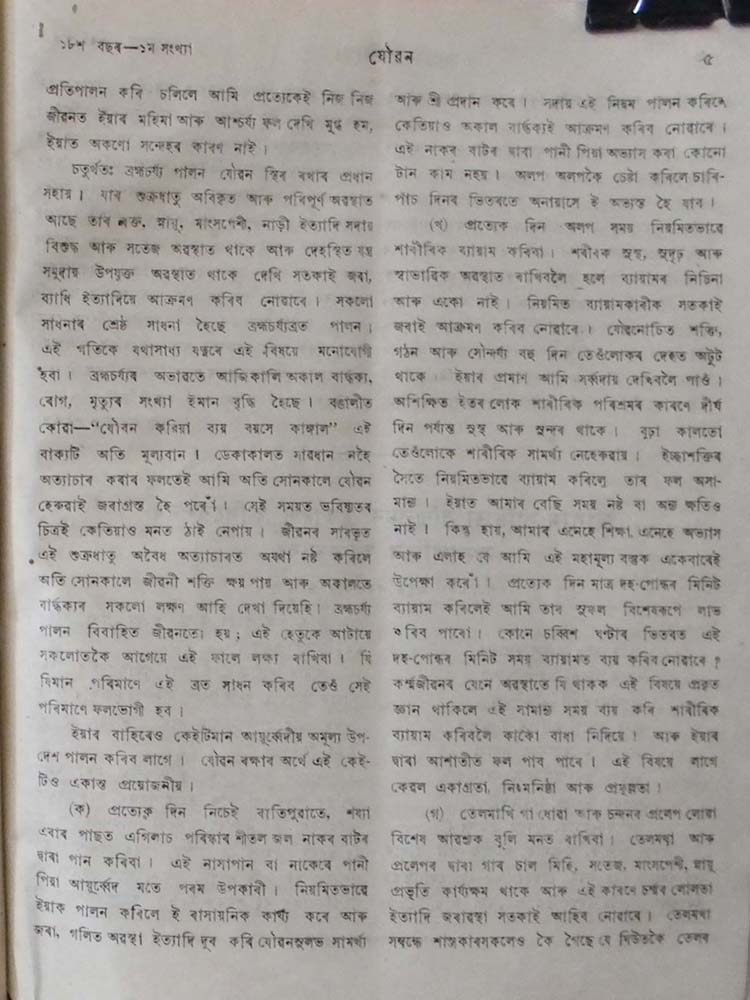 ১৮শ বছৰ—১ম সংখ্যা
যৌৱন
৫
প্ৰতিপালন কৰি চলিলে আমি প্ৰত্যেকেই নিজ নিজ
জীৱনত ইয়াৰ মহিমা আৰু আশ্চৰ্য্য ফল দেখি মুগ্ধ হম,
ইয়াত অকণো সন্দেহৰ কাৰণ নাই।
চতুৰ্থতঃ ব্ৰহ্মচৰ্য্য পালন যৌৱন স্থিৰ ৰখাৰ প্ৰধান
সহায়। যাৰ শুক্ৰধাতু অবিকৃত আৰু পৰিপূৰ্ণ অৱস্থাত
আছে তাৰ ৰক্ত, স্নায়ু, মাংসপেশী, নাড়ী ইত্যাদি সদায়
বিশুদ্ধ আৰু সতেজ অৱস্থাত থাকে আৰু দেহস্থিত যন্ত্ৰ
সমুদায় উপযুক্ত অৱস্থাত থাকে দেখি সতকাই জৰা,
ব্যাধি ইত্যাদিয়ে আক্ৰমণ কৰিব নোৱাৰে। সকলো
সাধনাৰ শ্ৰেষ্ঠ সাধনা হৈছে ব্ৰহ্মচৰ্য্যব্ৰত পালন।
এই গতিকে যথাসাধ্য যত্নৰে এই বিষয়ে মনোযোগী
হবা। ব্ৰহ্মচৰ্য্যৰ অভাৱতে আজিকালি অকাল বাৰ্দ্ধক্য,
ৰোগ, মৃত্যুৰ সংখ্যা ইমান বৃদ্ধি হৈছে। বঙালীত
কোৱা—“যৌবন কৰিয়া ব্যয় বয়সে কাঙ্গাল” এই
বাক্যটি অতি মূল্যবান। ডেকাকালত সাৱধান নহৈ
অত্যাচাৰ কৰাৰ ফলতেই আমি অতি সোনকালে যৌৱন
হেৰুৱাই জৰাগ্ৰস্ত হৈ পৰোঁ। সেই সময়ত ভৱিষ্যতৰ
চিত্ৰই কেতিয়াও মনত ঠাই নেপায়। জীৱনৰ সাৰভূত
এই শুক্ৰধাতু অবৈধ অত্যাচাৰত অযথা নষ্ট কৰিলে
অতি সোনকালে জীৱনী শক্তি ক্ষয় পায় আৰু অকালতে
বাৰ্দ্ধক্যৰ সকলো লক্ষণ আহি দেখা দিয়েহি। ব্ৰহ্মচৰ্য্য
পালন বিবাহিত জীৱনতো হয়; এই হেতুকে আটায়ে
সকলোতকৈ আগেয়ে এই ফালে লক্ষ্য ৰাখিবা। যি
যিমান পৰিমাণে এই ব্ৰত সাধন কৰিব তেওঁ সেই
পৰিমাণে ফলভোগী হব।
ইয়াৰ বাহিৰেও কেইটিমান আয়ুৰ্ব্বেদীয় অমূল্য উপ-
দেশ পালন কৰিব লাগে। যৌৱন ৰক্ষাৰ অৰ্থে এই কেই-
টিও একান্ত প্ৰয়োজনীয়।
(ক) প্ৰত্যেক দিন নিচেই ৰাতিপুৱাতে, শয্যা
এৰাৰ পাছত এগিলাচ পৰিষ্কাৰ শীতল জল নাকৰ বাটৰ
দ্বাৰা পান কৰিবা। এই নাসাপান বা নাকেৰে পানী
পিয়া আয়ুৰ্ব্বেদ মতে পৰম উপকাৰী। নিয়মিতভাৱে
ইয়াক পালন কৰিলে ই ৰাসায়নিক কাৰ্য্য কৰে আৰু
জৰা, গলিত অৱস্থা ইত্যাদি দূৰ কৰি যৌৱনসুলভ সামৰ্থ্য
আৰু শ্ৰী প্ৰদান কৰে। সদায় এই নিয়ম পালন কৰিলে
কেতিয়াও অকাল বাৰ্দ্ধক্যই আক্ৰমণ কৰিব নোৱাৰে।
এই নাকৰ বাটৰ দ্বাৰা পানী পিয়া অভ্যাস কৰা কোনো
টান কাম নহয়। অলপ অলপকৈ চেষ্টা কৰিলে চাৰি-
পাঁচ দিনৰ ভিতৰতে অনায়াসে ই অভ্যস্ত হৈ যাব।
(খ) প্ৰত্যেক দিন অলপ সময় নিয়মিতভাৱে
শাৰীৰিক ব্যায়াম কৰিবা। শৰীৰক সুস্থ, সুদৃঢ় আৰু
স্বাভাৱিক অৱস্থাত ৰাখিবলৈ হলে ব্যায়ামৰ নিচিনা
আৰু একো নাই। নিয়মিত ব্যায়ামকাৰীক সতকাই
জৰাই আক্ৰমণ কৰিব নোৱাৰে। যৌৱনোচিত শক্তি,
গঠন আৰু সৌন্দৰ্য্য বহু দিন তেওঁলোকৰ দেহত অটুট
থাকে। ইয়াৰ প্ৰমাণ আমি সৰ্ব্বদায় দেখিবলৈ পাওঁ।
অশিক্ষিত ইতৰ লোক শাৰীৰিক পৰিশ্ৰমৰ কাৰণে দীৰ্ঘ
দিন পৰ্য্যন্ত সুস্থ আৰু সুন্দৰ থাকে। বুঢ়া কালতো
তেওঁলোকে শাৰীৰিক সামৰ্থ্য নেহেৰুৱায়। ইচ্ছাশক্তিৰ
সৈতে নিয়মিতভাৱে ব্যায়াম কৰিলে তাৰ ফল অসা-
মান্য। ইয়াত আমাৰ বেছি সময় নষ্ট বা অন্য ক্ষতিও
নাই। কিন্তু হায়, আমাৰ এনেহে শিক্ষা, এনেহে অভ্যাস
আৰু এলাহ যে আমি এই মহামূল্য বস্তুক একেবাৰেই
উপেক্ষা কৰোঁ। প্ৰত্যেক দিন মাত্ৰ দহ-পোন্ধৰ মিনিট
ব্যায়াম কৰিলেই আমি তাৰ সুফল বিশেষৰূপে লাভ
কৰিব পাৰোঁ। কোনে চব্বিশ ঘণ্টাৰ ভিতৰত এই
দহ-পোন্ধৰ মিনিট সময় ব্যায়ামত ব্যয় কৰিব নোৱাৰে?
কৰ্ম্মজীৱনৰ যেনে অৱস্থাতে যি থাকক এই বিষয়ে প্ৰকৃত
জ্ঞান থাকিলে এই সামান্য সময় ব্যয় কৰি শাৰীৰিক
ব্যায়াম কৰিবলৈ কাকো বাধা নিদিয়ে! আৰু ইয়াৰ
দ্বাৰা আশাতীত ফল পাব পাৰে। এই বিষয়ে লাগে
কেৱল একাগ্ৰতা, নিয়মনিষ্ঠা আৰু প্ৰফুল্লতা!
(গ) তেলমাখি গা ধোৱা আৰু চন্দনৰ প্ৰলেপ লোৱা
বিশেষ আৱশ্যক বুলি মনত ৰাখিবা। তেলমখা আৰু
প্ৰলেপৰ দ্বাৰা গাৰ চাল মিহি, সতেজ, মাংসপেশী, স্নায়ু
প্ৰভৃতি কাৰ্য্যক্ষম থাকে আৰু এই কাৰণে চৰ্ম্মৰ লোলতা
ইত্যাদি জৰাৱস্থা সতকাই আহিব নোৱাৰে। তেলমখা
সম্বন্ধে শাস্ত্ৰকাৰসকলেও কৈ গৈছে যে ঘিউতকৈ তেলৰ